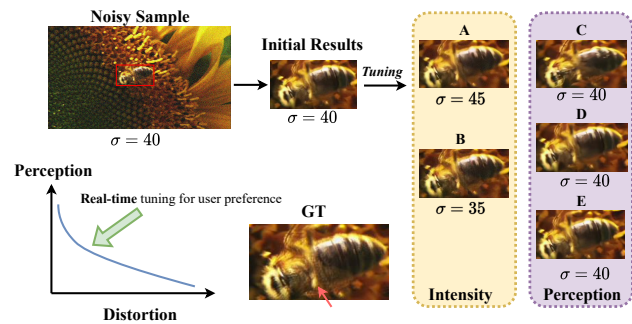 Noisy Sample
σ = 40
Initial Results
σ = 40
Tuning
A
σ = 45
B
σ = 35
Intensity
C
σ = 40
D
σ = 40
E
σ = 40
Perception
Perception
Real-time tuning for user preference
Distortion
GT